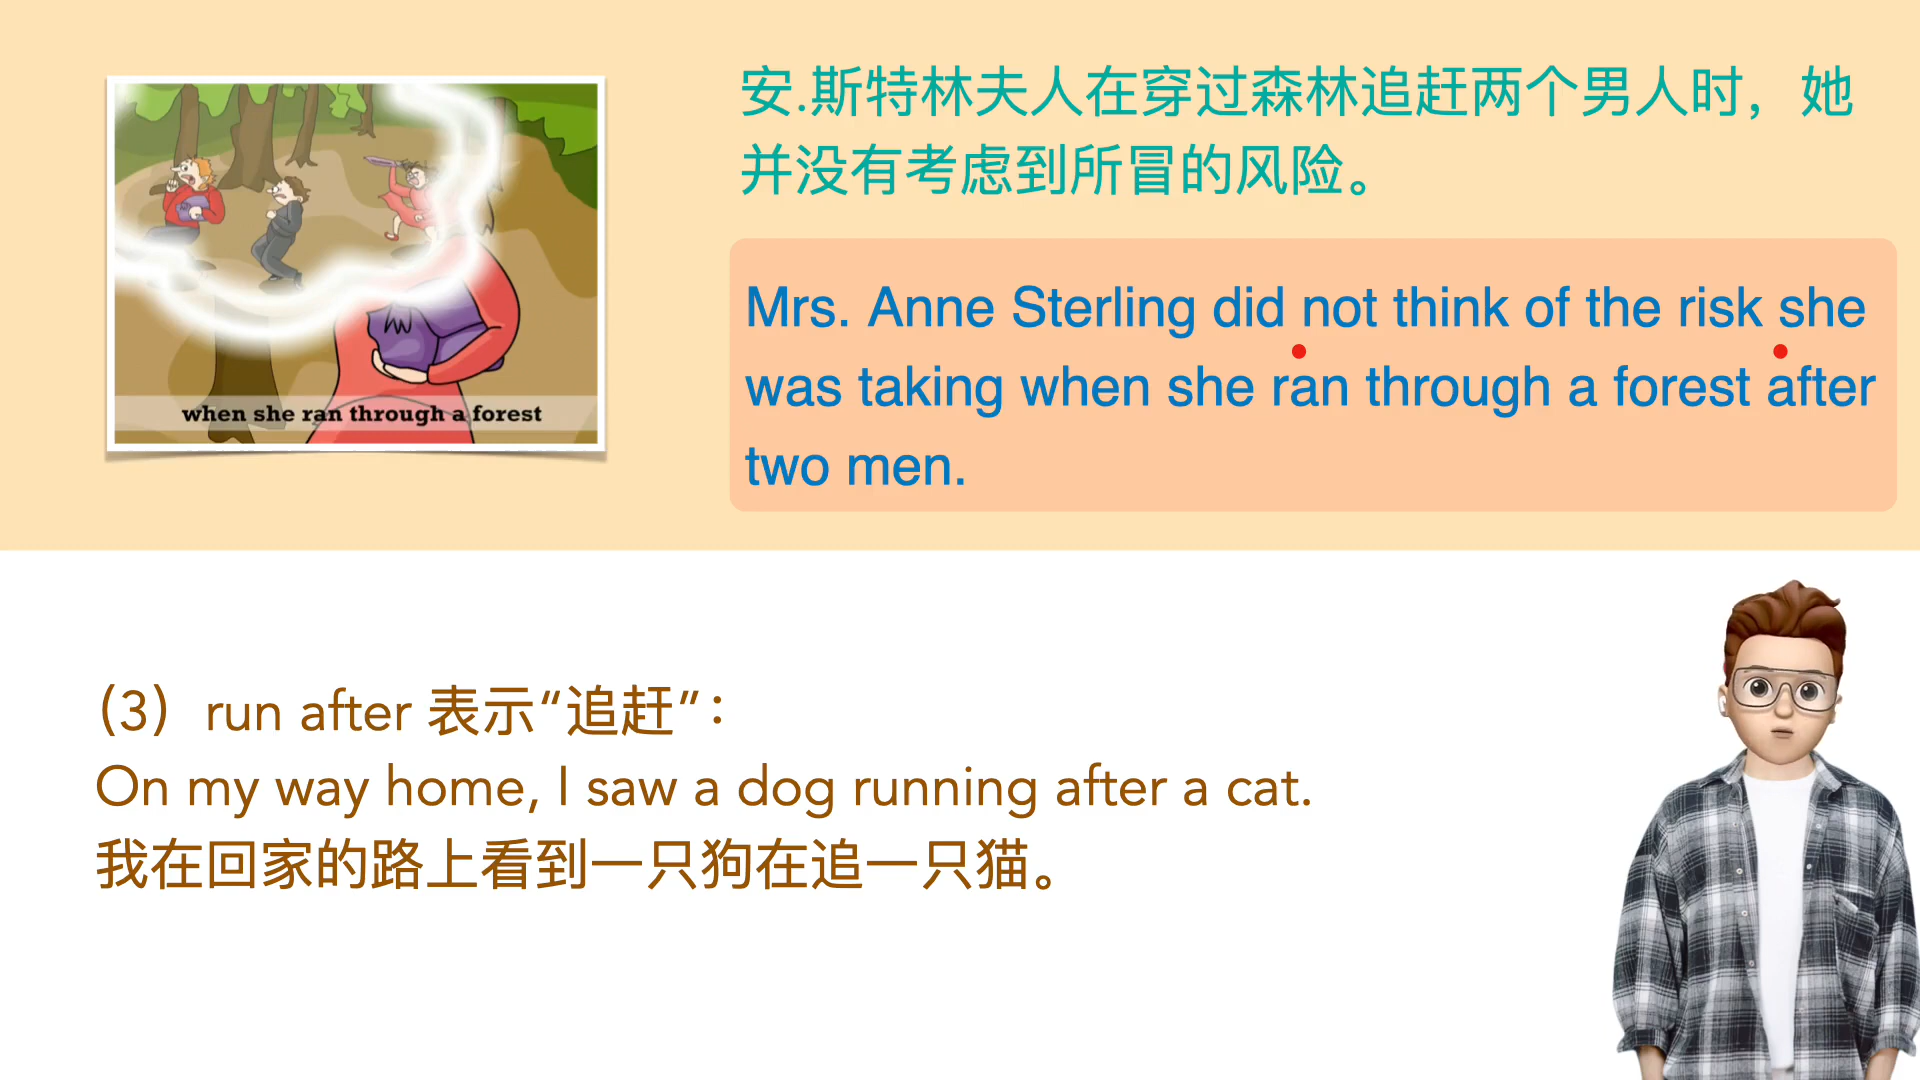 安.斯特林夫人在穿过森林追赶两个男人时，她
并没有考虑到所冒的风险。
when she ran through a forest
Mrs. Anne Sterling did not think of the risk she
was taking when she ran through a forest after
two men.
（3）run after 表示“追赶”：
On my way home, I saw a dog running after a cat.
我在回家的路上看到一只狗在追一只猫。